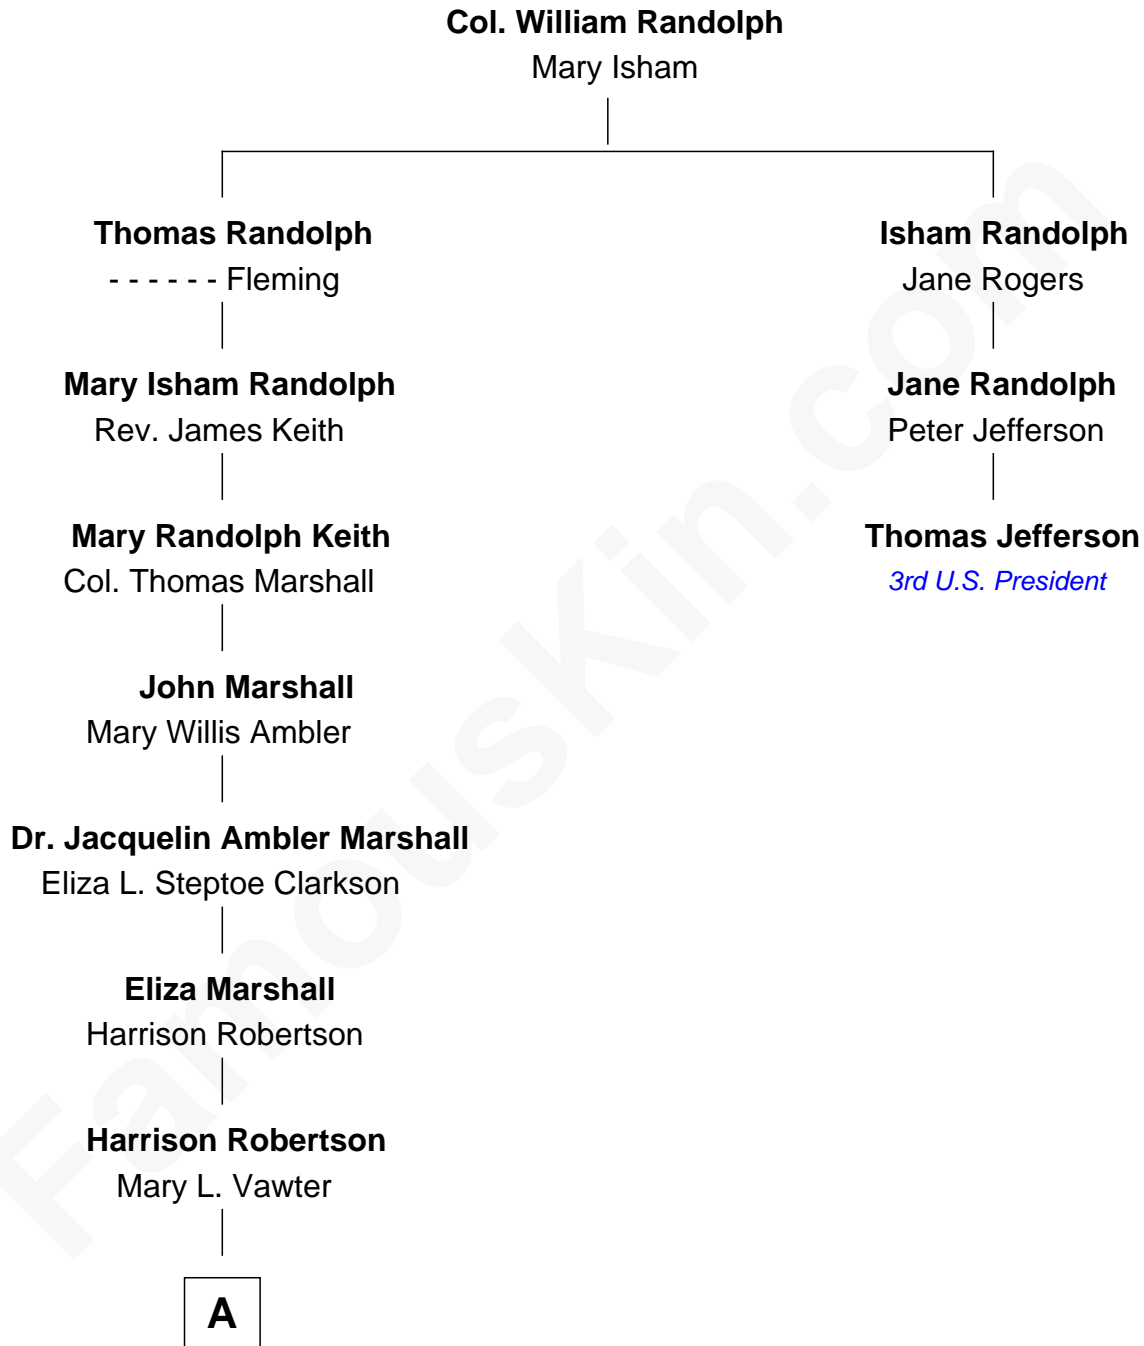 Col. William Randolph
Mary Isham
Thomas Randolph
- - - - - - Fleming
Mary Isham Randolph
Rev. James Keith
Mary Randolph Keith
Col. Thomas Marshall
John Marshall
Mary Willis Ambler
Dr. Jacquelin Ambler Marshall
Eliza L. Steptoe Clarkson
Eliza Marshall
Harrison Robertson
Harrison Robertson
Mary L. Vawter
A
Isham Randolph
Jane Rogers
Jane Randolph
Peter Jefferson
Thomas Jefferson
3rd U.S. President
FamousKin.com